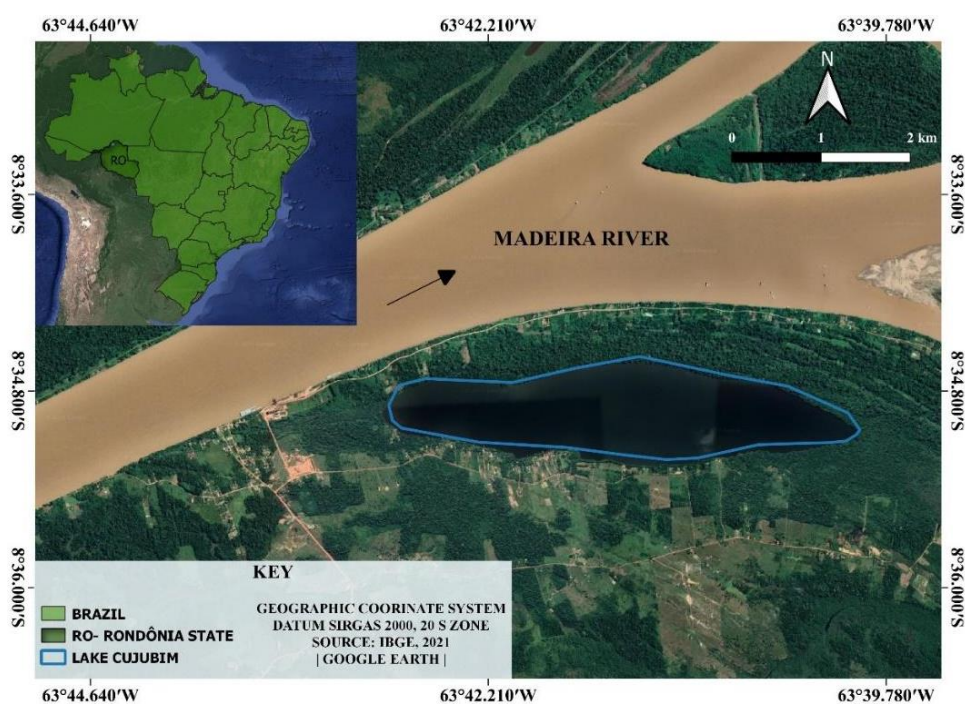 63°44.640'W 63°42.210'W 63°39.780'W
N
0 1 2 km
RO
8°33.600'S 8°33.600'S
MADEIRA RIVER
8°34.800'S 8°34.800'S
8°36.000'S 8°36.000'S
KEY
BRAZIL
RO- RONDÔNIA STATE
LAKE CUJUBIM
GEOGRAPHIC COORINATE SYSTEM
DATUM SIRGAS 2000, 20 S ZONE
SOURCE: IBGE, 2021
| GOOGLE EARTH |
63°44.640'W 63°42.210'W 63°39.780'W